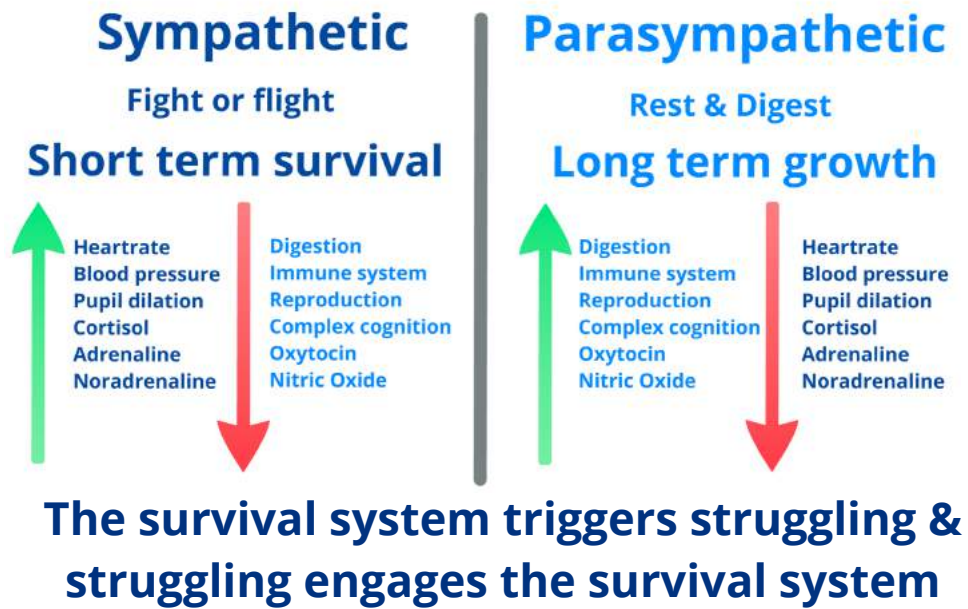 Sympathetic
Fight or flight
Short term survival
Heartrate
Blood pressure
Pupil dilation
Cortisol
Adrenaline
Noradrenaline
Digestion
Immune system
Reproduction
Complex cognition
Oxytocin
Nitric Oxide
Parasympathetic
Rest & Digest
Long term growth
Digestion
Immune system
Reproduction
Complex cognition
Oxytocin
Nitric Oxide
Heartrate
Blood pressure
Pupil dilation
Cortisol
Adrenaline
Noradrenaline
The survival system triggers struggling &
struggling engages the survival system